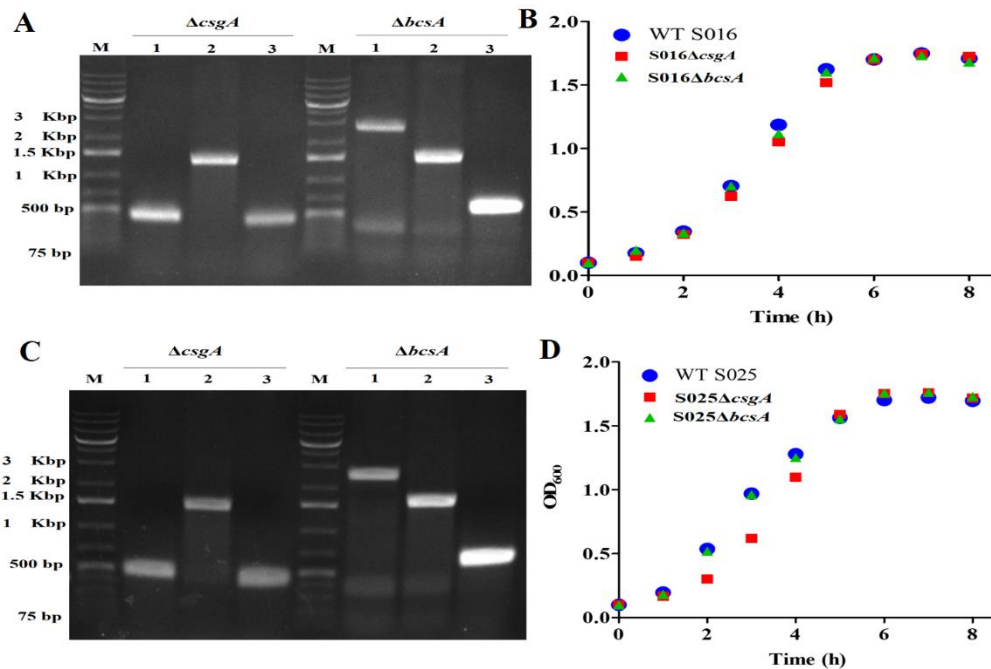 A
ΔcsgA
ΔbcsA
M 1 2 3 M 1 2 3
3 Kbp
2 Kbp
1.5 Kbp
1 Kbp
500 bp
75 bp
B
2.0
1.5
1.0
0.5
0.0
WT S016
S016ΔcsgA
S016ΔbcsA
0 2 4 6 8
Time (h)
C
ΔcsgA
ΔbcsA
M 1 2 3 M 1 2 3
3 Kbp
2 Kbp
1.5 Kbp
1 Kbp
500 bp
75 bp
D
2.0
1.5
1.0
0.5
0.0
OD600
WT S025
S025ΔcsgA
S025ΔbcsA
0 2 4 6 8
Time (h)